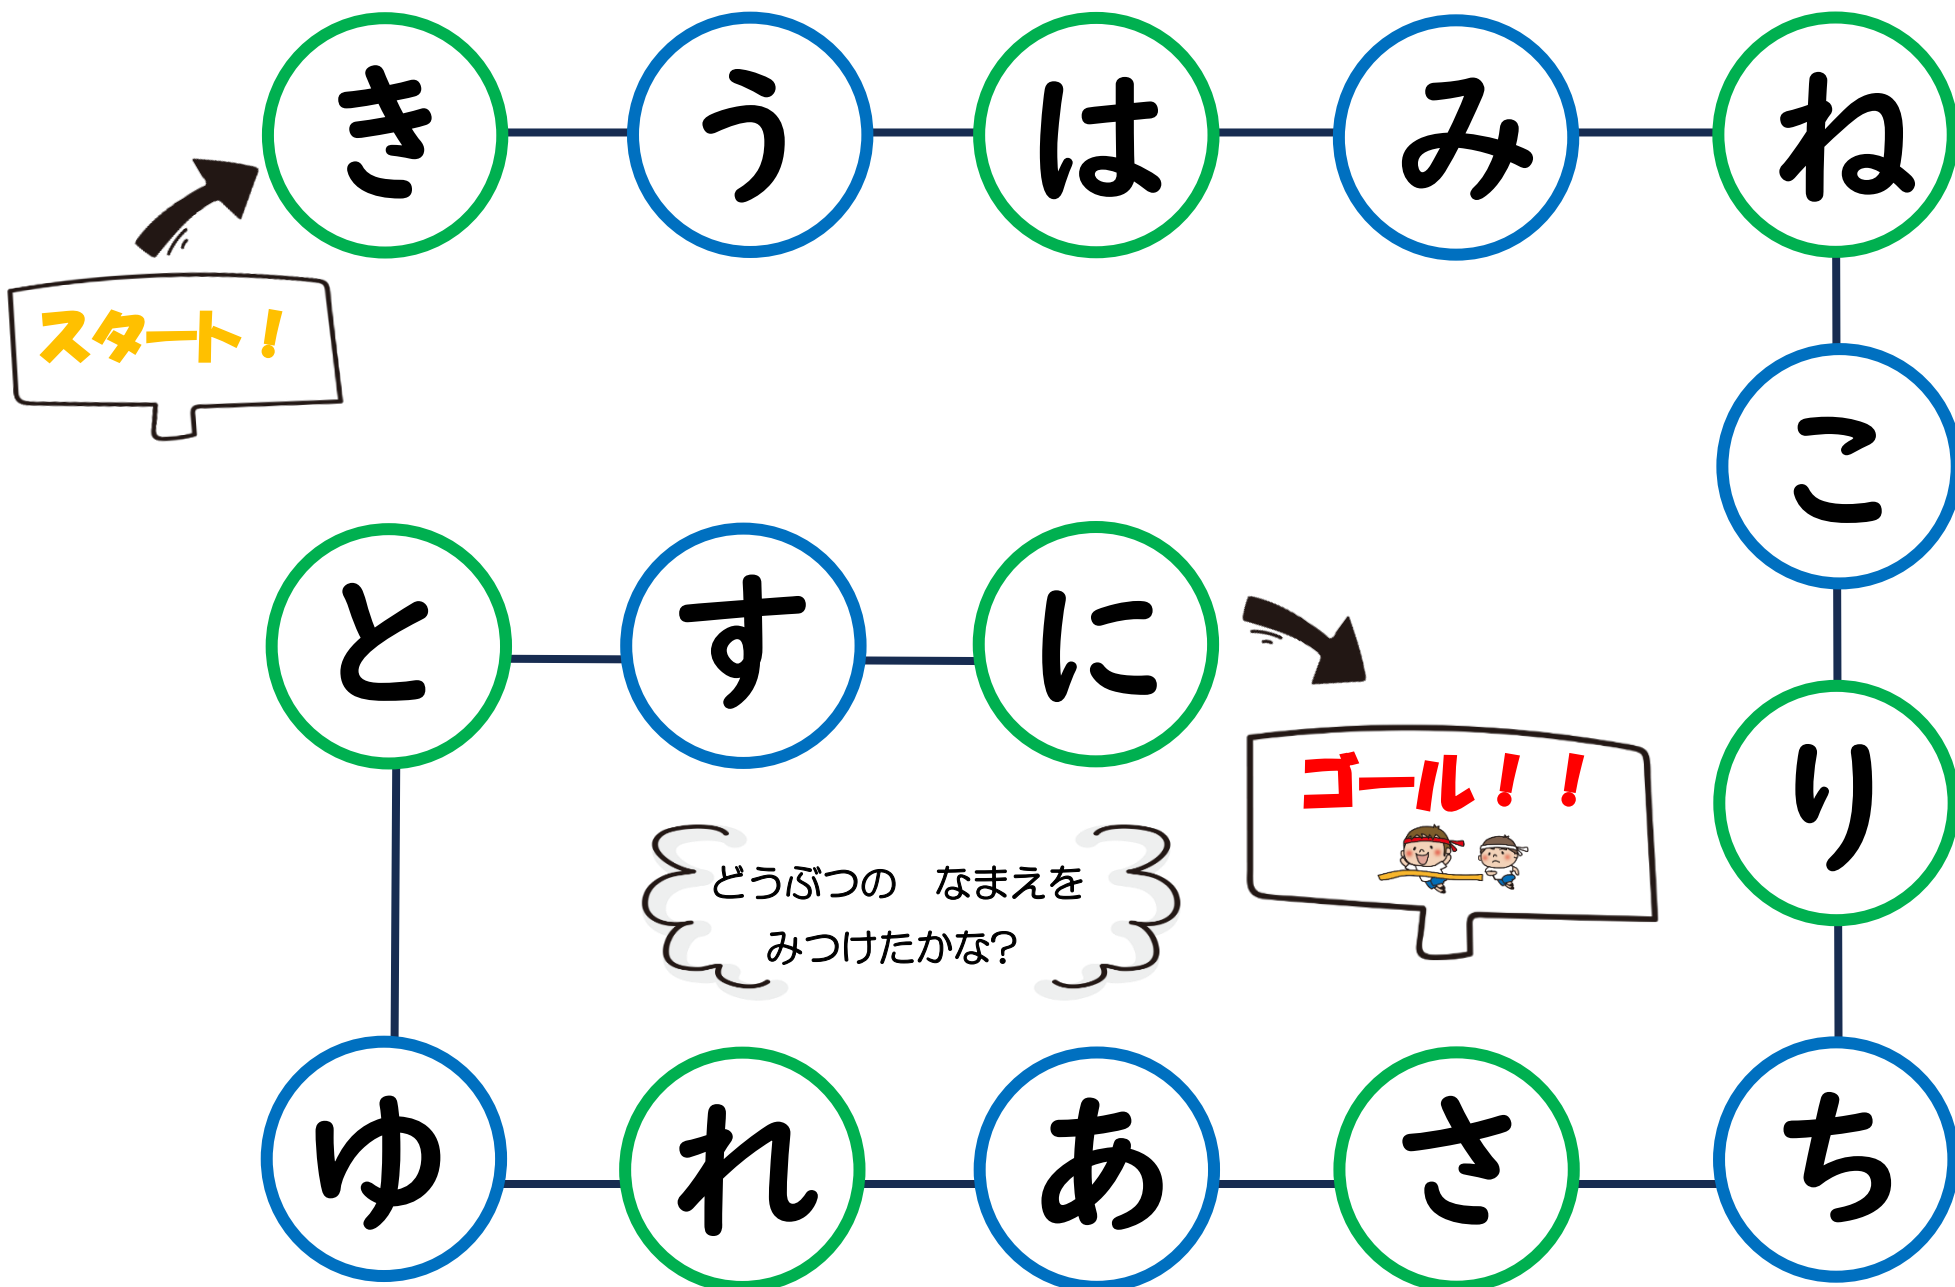 き う は み ね
スタート！
こ
と す に
ゴール！！
り
どうぶつの　なまえを
みつけたかな?
ゆ れ あ さ ち